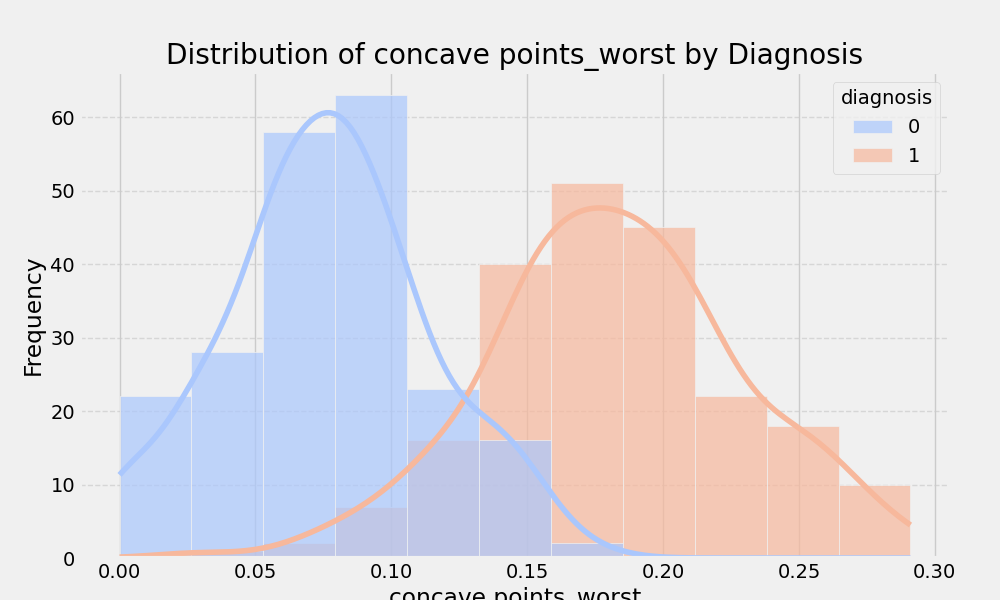 Distribution of concave points_worst by Diagnosis
diagnosis
0
1
Frequency
60
50
40
30
20
10
0
0.00 0.05 0.10 0.15 0.20 0.25 0.30
concave points_worst